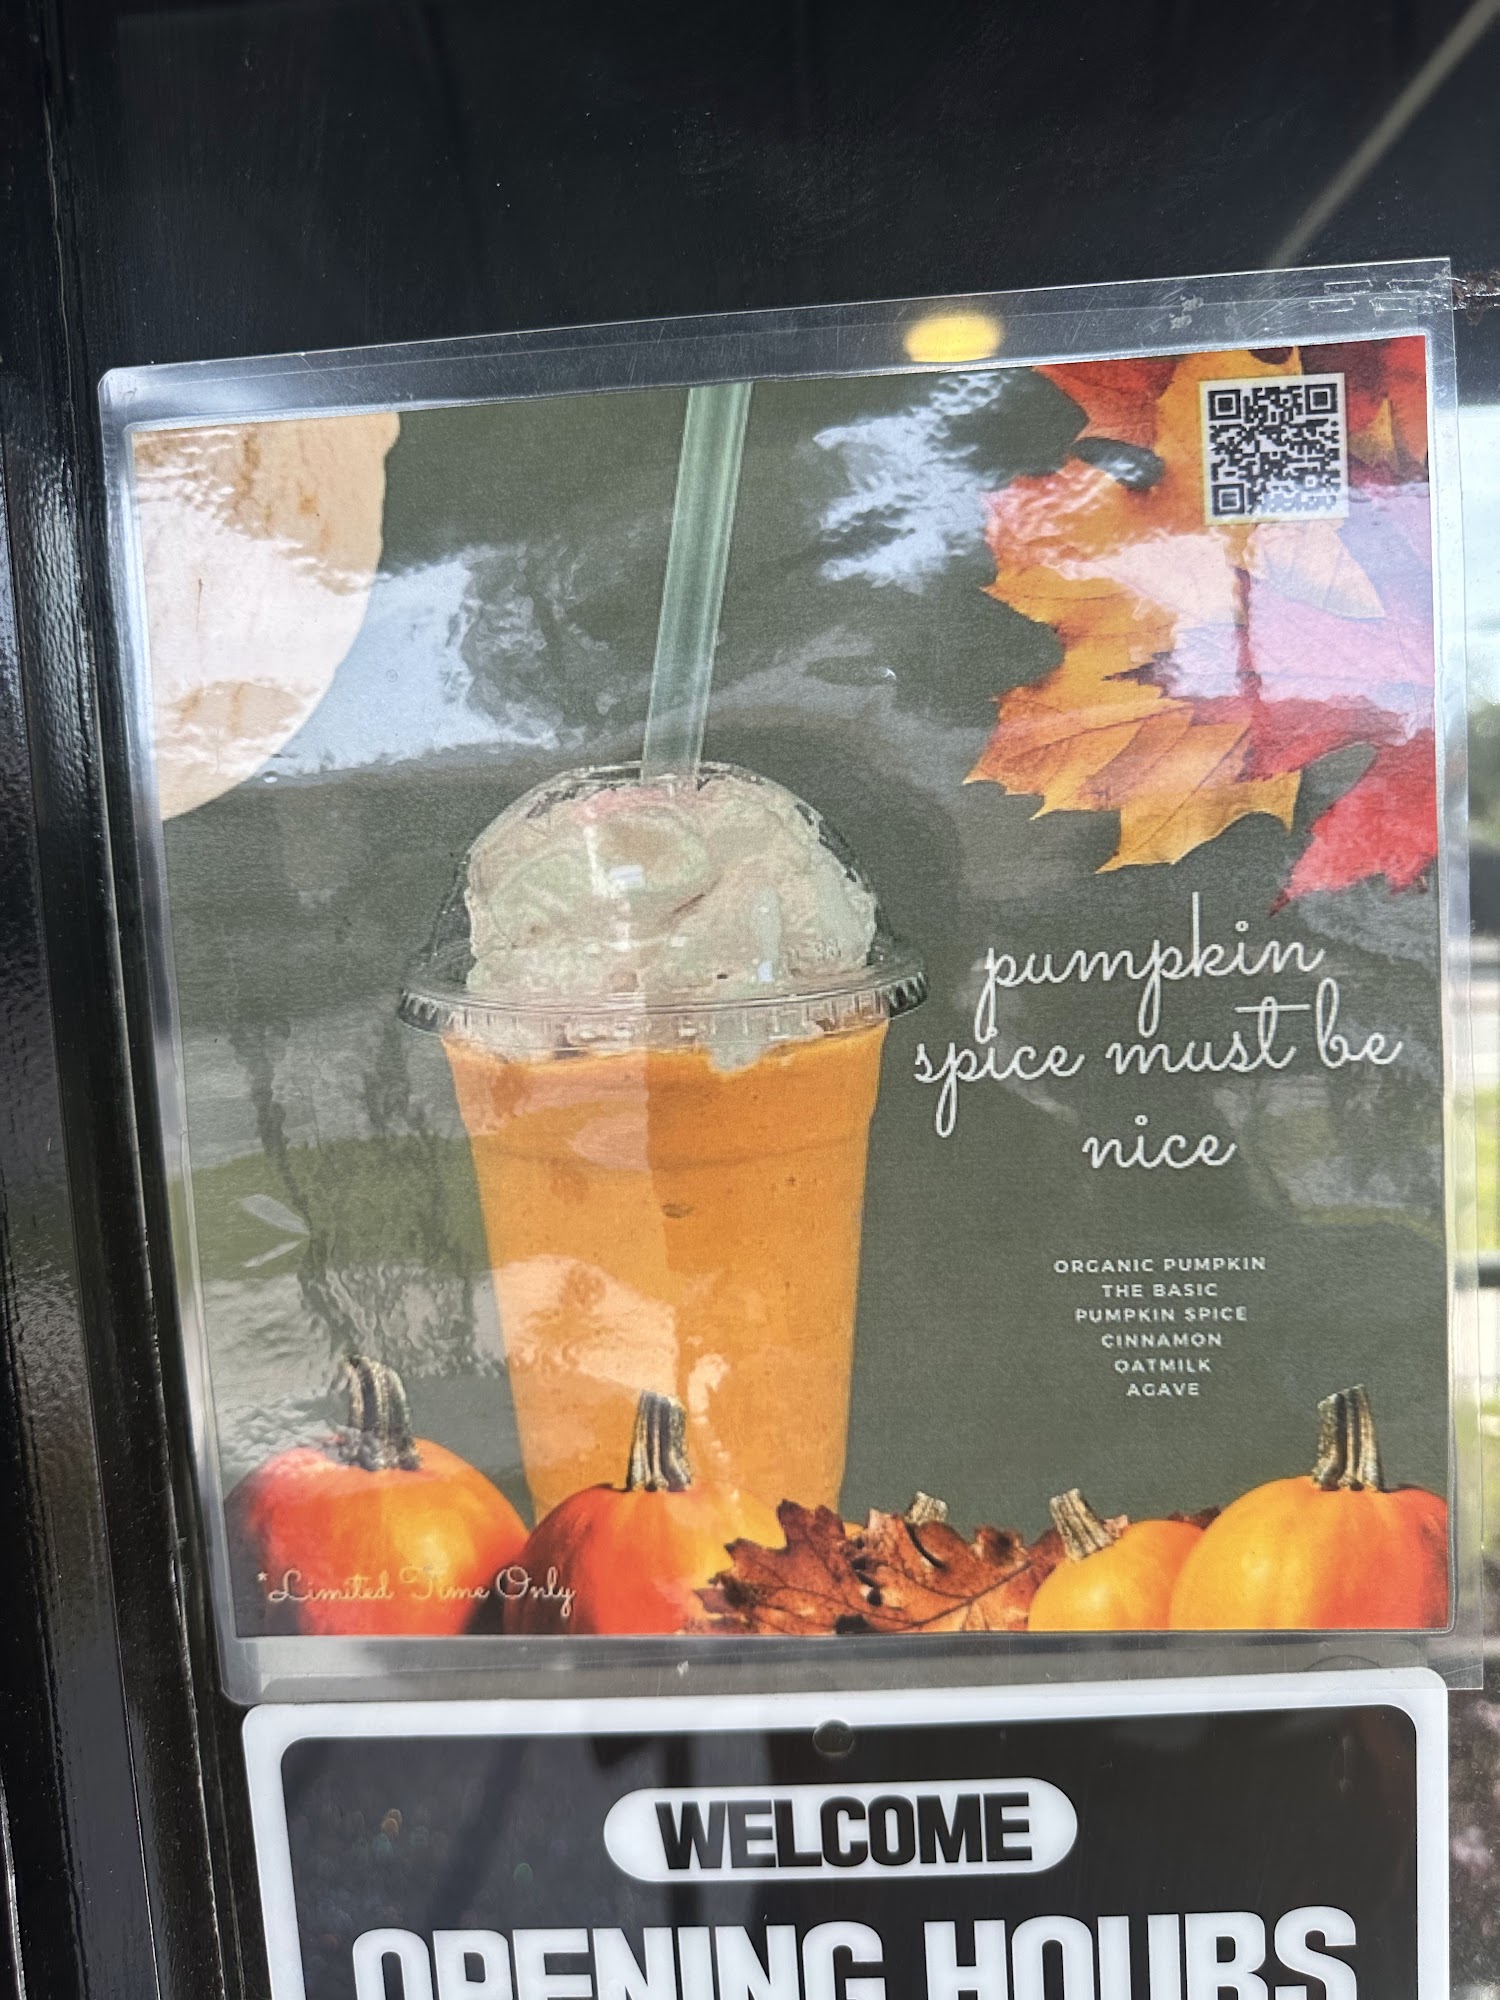 pumpkin
spice must be
nice
ORGANIC PUMPKIN
THE BASIC
PUMPKIN SPICE
CINNAMON
OATMILK
AGAVE
*Limited Time Only
WELCOME
OPENING HOURS